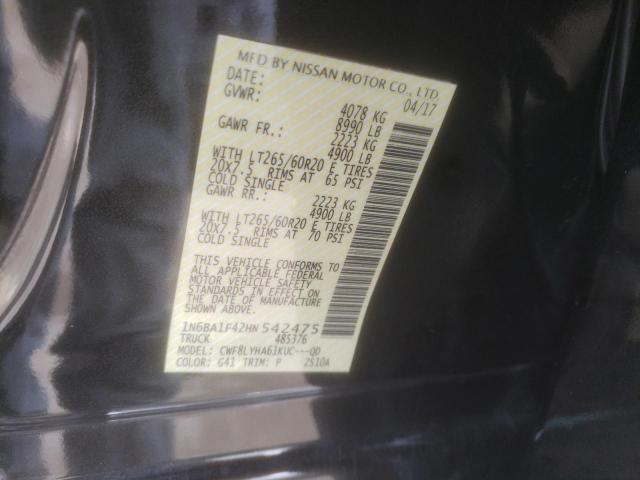 MFD BY NISSAN MOTOR CO., LTD.
DATE: 04/17
GVWR: 4078 KG
8990 LB
GAWR FR.: 2223 KG
4900 LB
WITH LT265/60R20 E TIRES
20X7.5 RIMS AT 65 PSI
COLD SINGLE
GAWR RR.: 2223 KG
4900 LB
WITH LT265/60R20 E TIRES
20X7.5 RIMS AT 70 PSI
COLD SINGLE
THIS VEHICLE CONFORMS TO
ALL APPLICABLE FEDERAL
MOTOR VEHICLE SAFETY
STANDARDS IN EFFECT ON
THE DATE OF MANUFACTURE
SHOWN ABOVE.
1N6BA1F42HN542475
TRUCK 485376
MODEL: CWF8LYHA61KUC---QD
COLOR: G41 TRIM: P 2S10A